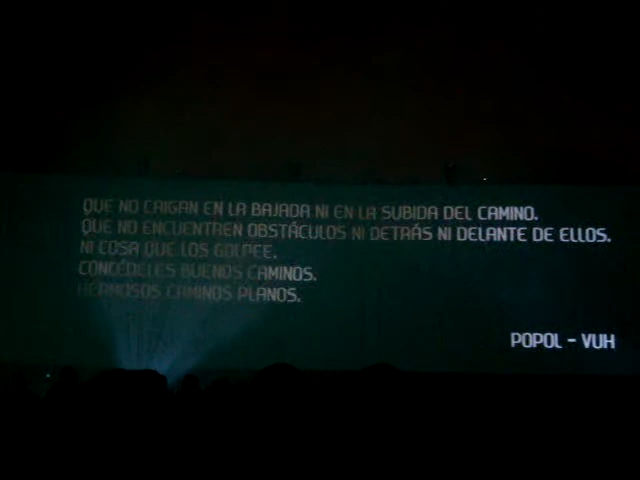 QUE NO CAIGAN EN LA BAJADA NI EN LA SUBIDA DEL CAMINO.
QUE NO ENCUENTREN OBSTÁCULOS NI DETRÁS NI DELANTE DE ELLOS.
NI COSA QUE LOS GOLPEE.
CONCÉDELES BUENOS CAMINOS.
HERMOSOS CAMINOS PLANOS.
POPOL - VUH